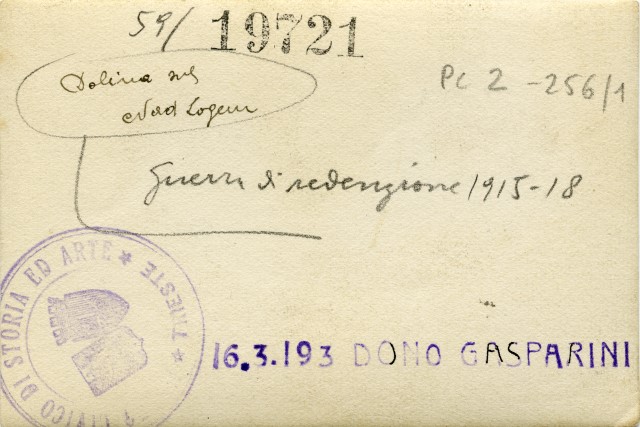 59/ 19721
Dolina sul
Nad Logem
PC 2 -256/1
Guerra di redenzione 1915-18
CIVICO DI STORIA ED ARTE ★ TRIESTE ★
16.3.193 DONO GASPARINI